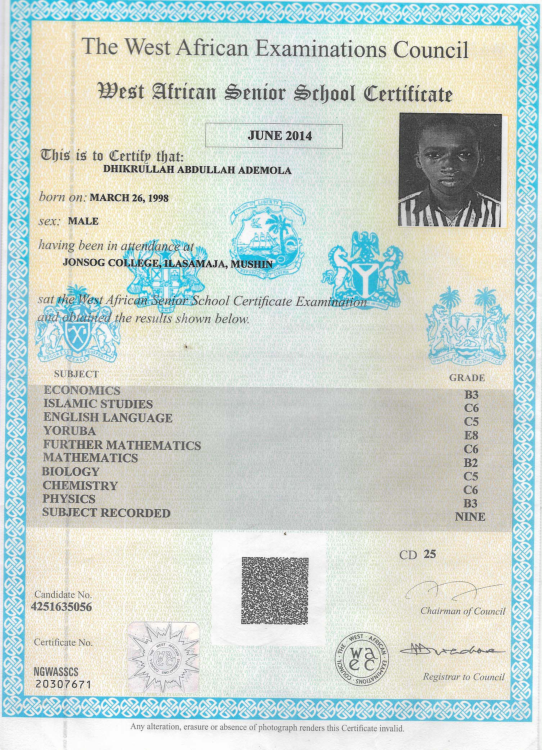 The West African Examinations Council
West African Senior School Certificate
JUNE 2014
This is to Certify that:
DHIKRULLAH ABDULLAH ADEMOLA
born on: MARCH 26, 1998
sex: MALE
having been in attendance at
JONSOG COLLEGE, ILASAMAJA, MUSHIN
sat the West African Senior School Certificate Examination
and obtained the results shown below.
SUBJECT GRADE
ECONOMICS B3
ISLAMIC STUDIES C6
ENGLISH LANGUAGE C5
YORUBA E8
FURTHER MATHEMATICS C6
MATHEMATICS B2
BIOLOGY C5
CHEMISTRY C6
PHYSICS B3
SUBJECT RECORDED NINE
CD 25
Candidate No.
4251635056
Chairman of Council
Certificate No.
NGWASSCS
20307671
THE WEST AFRICAN EXAMINATIONS COUNCIL
wa
ec
Registrar to Council
Any alteration, erasure or absence of photograph renders this Certificate invalid.